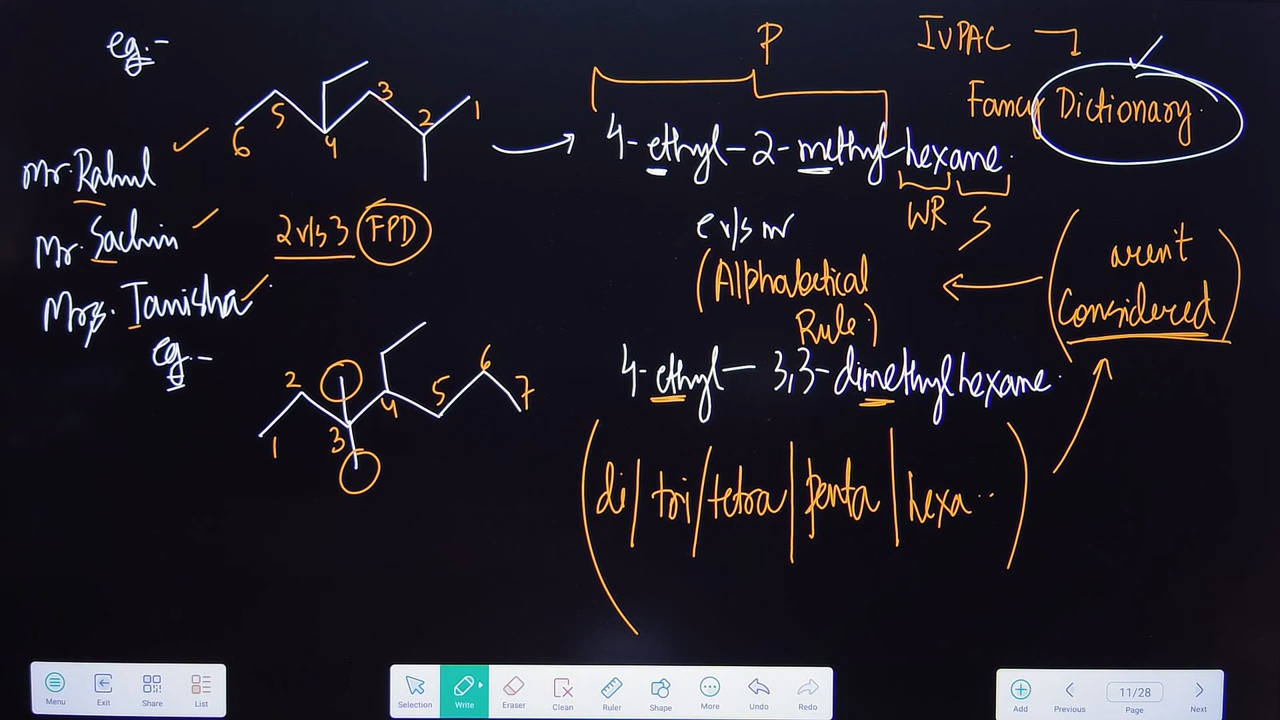 eg:-
P
IUPAC
Fancy Dictionary
6 5 4 3 2 1
4-ethyl-2-methylhexane.
WR S
Mr. Rahul
Mr. Sachin
Mrs. Tanisha
2 v/s 3 FPD
e v/s m
(Alphabetical
Rule)
(aren't
Considered)
eg:-
1 2 3 4 5 6 7
4-ethyl-3,3-dimethylhexane.
(di/tri/tetra|penta|hexa..)
Menu
Exit
Share
List
Selection
Write
Eraser
Clean
Ruler
Shape
More
Undo
Redo
Add
Previous
11/28
Page
Next